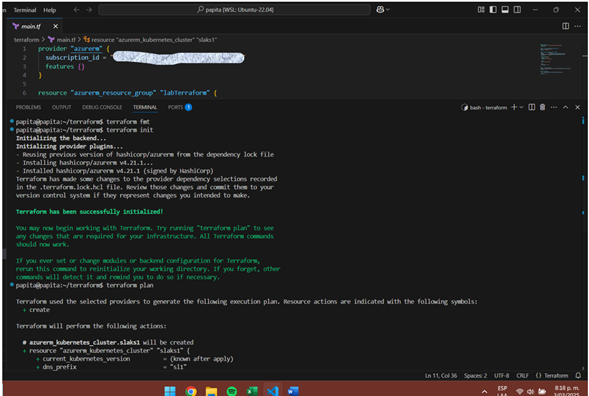 Terminal Help
papita [WSL: Ubuntu-22.04]
main.tf
terraform > main.tf > resource "azurerm_kubernetes_cluster" "slaks1"
1 provider "azurerm" {
2 subscription_id = "
3 features {}
4 }
5
6 resource "azurerm_resource_group" "labTerraform" {
PROBLEMS OUTPUT DEBUG CONSOLE TERMINAL PORTS 1
bash - terraform
papita@papita:~/terraform$ terraform fmt
papita@papita:~/terraform$ terraform init
Initializing the backend...
Initializing provider plugins...
- Reusing previous version of hashicorp/azurerm from the dependency lock file
- Installing hashicorp/azurerm v4.21.1...
- Installed hashicorp/azurerm v4.21.1 (signed by HashiCorp)
Terraform has made some changes to the provider dependency selections recorded
in the .terraform.lock.hcl file. Review those changes and commit them to your
version control system if they represent changes you intended to make.
Terraform has been successfully initialized!
You may now begin working with Terraform. Try running "terraform plan" to see
any changes that are required for your infrastructure. All Terraform commands
should now work.
If you ever set or change modules or backend configuration for Terraform,
rerun this command to reinitialize your working directory. If you forget, other
commands will detect it and remind you to do so if necessary.
papita@papita:~/terraform$ terraform plan
Terraform used the selected providers to generate the following execution plan. Resource actions are indicated with the following symbols:
+ create
Terraform will perform the following actions:
# azurerm_kubernetes_cluster.slaks1 will be created
+ resource "azurerm_kubernetes_cluster" "slaks1" {
+ current_kubernetes_version = (known after apply)
+ dns_prefix = "sl1"
Ln 11, Col 36 Spaces: 2 UTF-8 CRLF {} Terraform
ESP
8:18 p. m.